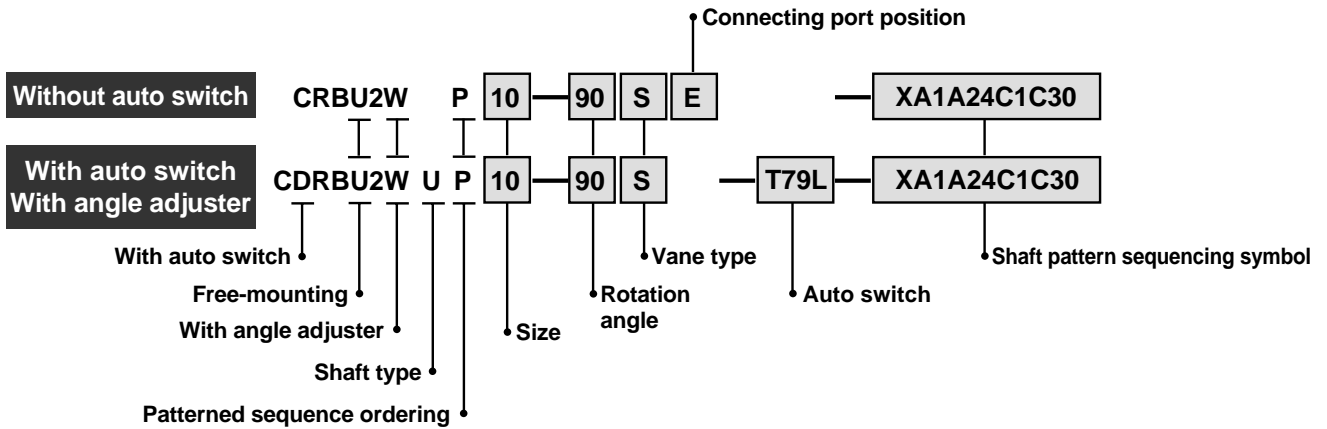 Connecting port position
Without auto switch CRBU2W P 10 — 90 S E — XA1A24C1C30
With auto switch
With angle adjuster
CDRBU2W U P 10 — 90 S — T79L — XA1A24C1C30
With auto switch
Vane type
Shaft pattern sequencing symbol
Free-mounting
Rotation
angle
Auto switch
With angle adjuster
Size
Shaft type
Patterned sequence ordering